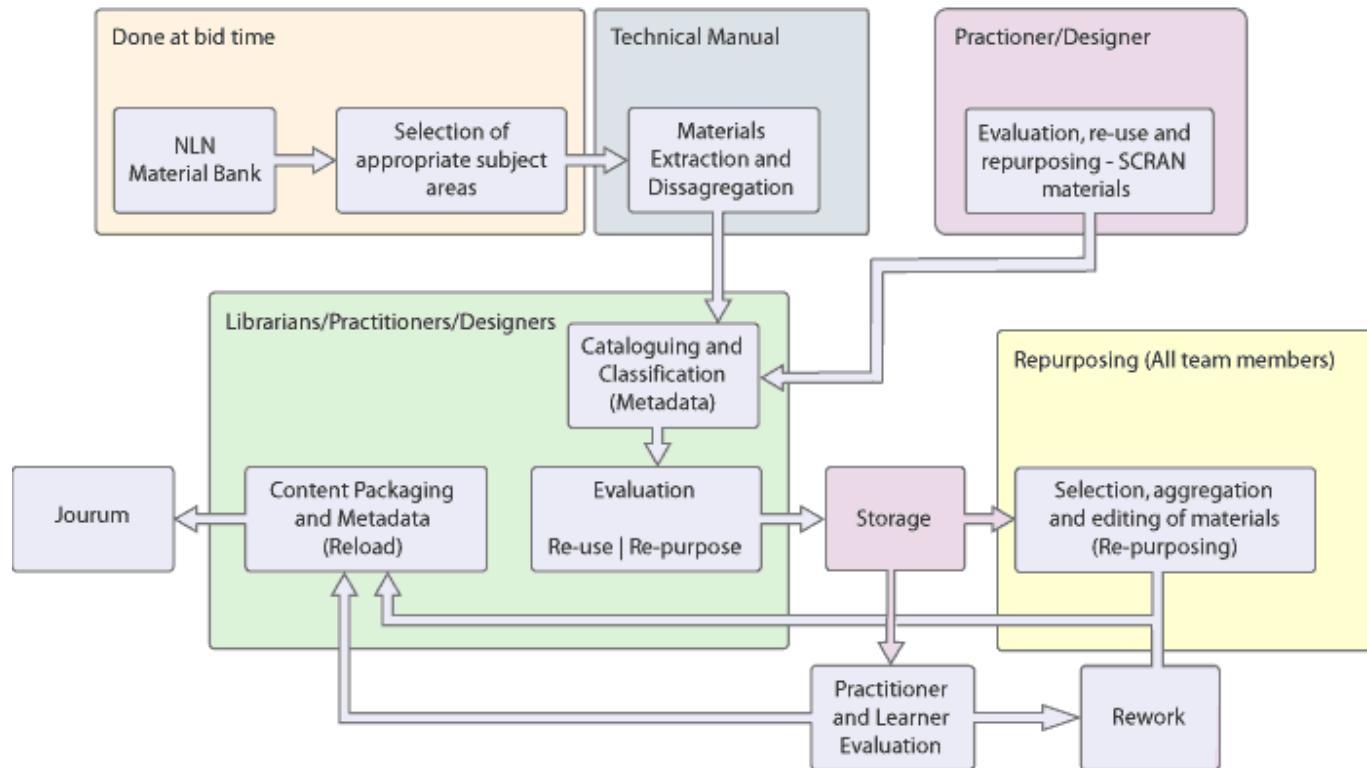 Done at bid time
NLN
Material Bank
Selection of
appropriate subject
areas
Technical Manual
Materials
Extraction and
Dissagregation
Practioner/Designer
Evaluation, re-use and
repurposing - SCRAN
materials
Librarians/Practitioners/Designers
Cataloguing and
Classification
(Metadata)
Repurposing (All team members)
Jourum
Content Packaging
and Metadata
(Reload)
Evaluation
Re-use | Re-purpose
Storage
Selection, aggregation
and editing of materials
(Re-purposing)
Practitioner
and Learner
Evaluation
Rework